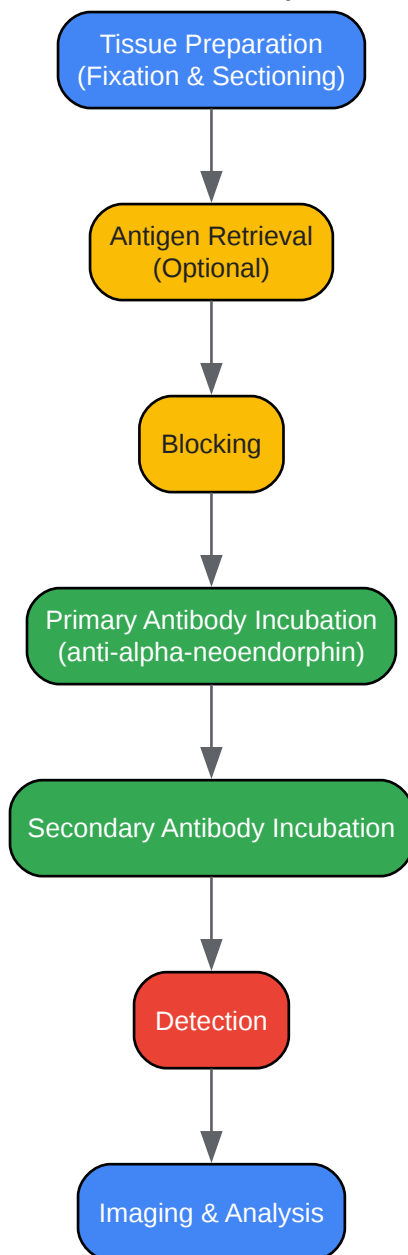 Tissue Preparation
(Fixation & Sectioning)
Antigen Retrieval
(Optional)
Blocking
Primary Antibody Incubation
(anti-alpha-neoendorphin)
Secondary Antibody Incubation
Detection
Imaging & Analysis